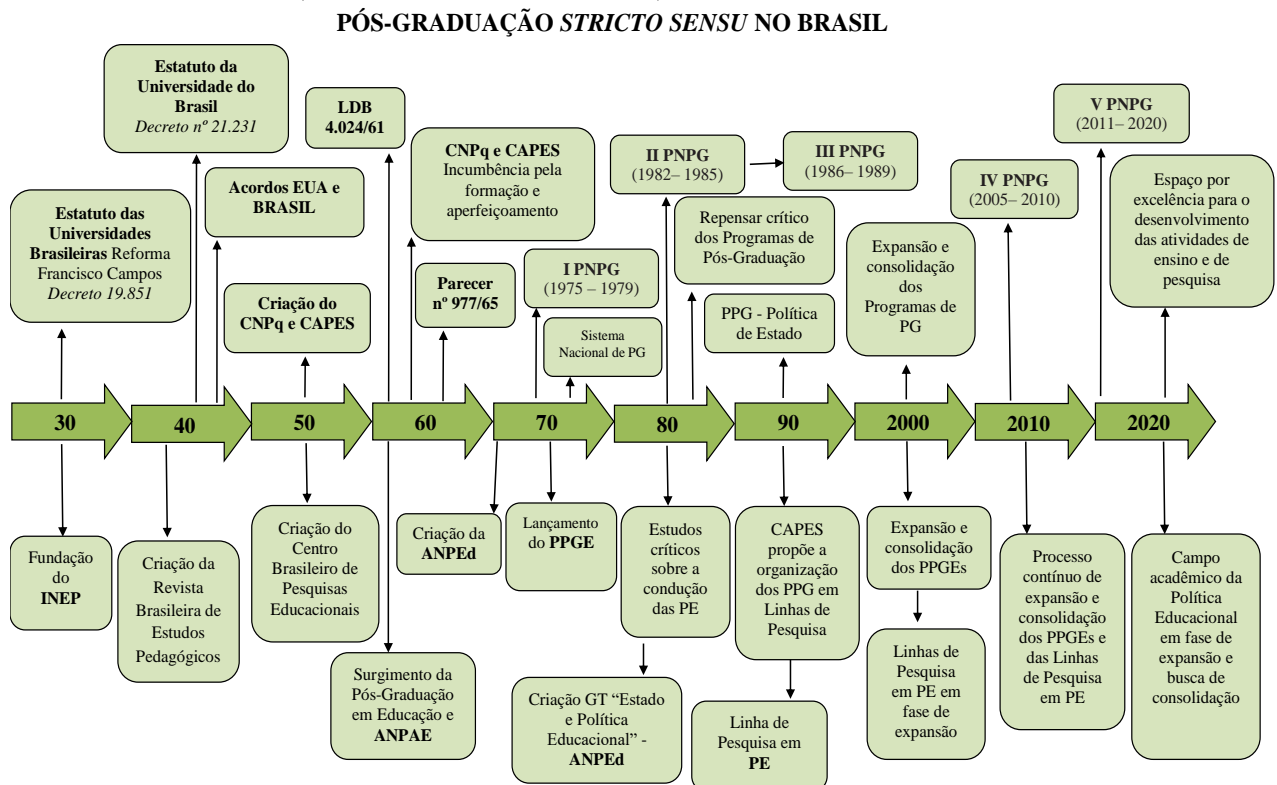 PÓS-GRADUAÇÃO STRICTO SENSU NO BRASIL
Estatuto da
Universidade do
Brasil
Decreto nº 21.231
LDB
4.024/61
V PNPG
(2011– 2020)
CNPq e CAPES
Incumbência pela
formação e
aperfeiçoamento
II PNPG
(1982– 1985)
III PNPG
(1986– 1989)
IV PNPG
(2005– 2010)
Espaço por
excelência para o
desenvolvimento
das atividades de
ensino e de
pesquisa
Acordos EUA e
BRASIL
Estatuto das
Universidades
Brasileiras Reforma
Francisco Campos
Decreto 19.851
Repensar crítico
dos Programas de
Pós-Graduação
Expansão e
consolidação
dos
Programas de
PG
Criação do
CNPq e CAPES
Parecer
nº 977/65
I PNPG
(1975 – 1979)
Sistema
Nacional de PG
PPG - Política
de Estado
30
40
50
60
70
80
90
2000
2010
2020
Fundação
do
INEP
Criação da
Revista
Brasileira de
Estudos
Pedagógicos
Criação do
Centro
Brasileiro de
Pesquisas
Educacionais
Surgimento da
Pós-Graduação
em Educação e
ANPAE
Criação da
ANPEd
Lançamento
do PPGE
Estudos
críticos
sobre a
condução
das PE
Criação GT “Estado
e Política
Educacional” -
ANPEd
CAPES
propõe a
organização
dos PPG em
Linhas de
Pesquisa
Linha de
Pesquisa em
PE
Expansão e
consolidação
dos PPGEs
Linhas de
Pesquisa
em PE em
fase de
expansão
Processo
contínuo de
expansão e
consolidação
dos PPGEs e
das Linhas
de Pesquisa
em PE
Campo
acadêmico da
Política
Educacional
em fase de
expansão e
busca de
consolidação